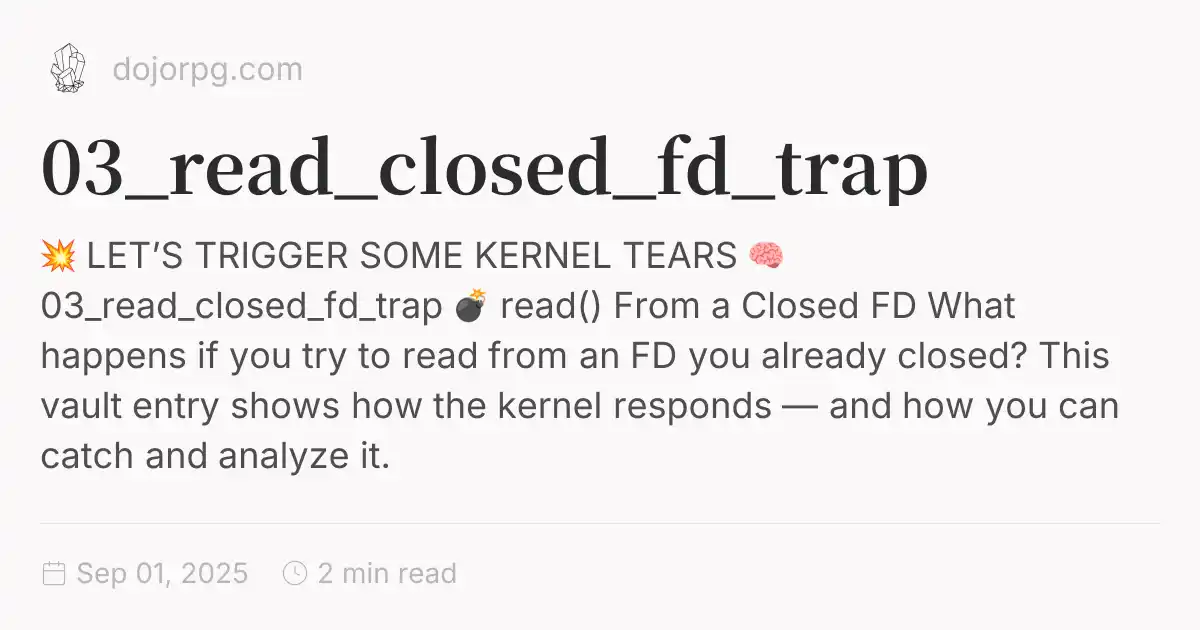 dojorpg.com
03_read_closed_fd_trap
💥 LET’S TRIGGER SOME KERNEL TEARS 🧠
03_read_closed_fd_trap 💣 read() From a Closed FD What
happens if you try to read from an FD you already closed? This
vault entry shows how the kernel responds — and how you can
catch and analyze it.
Sep 01, 2025 2 min read